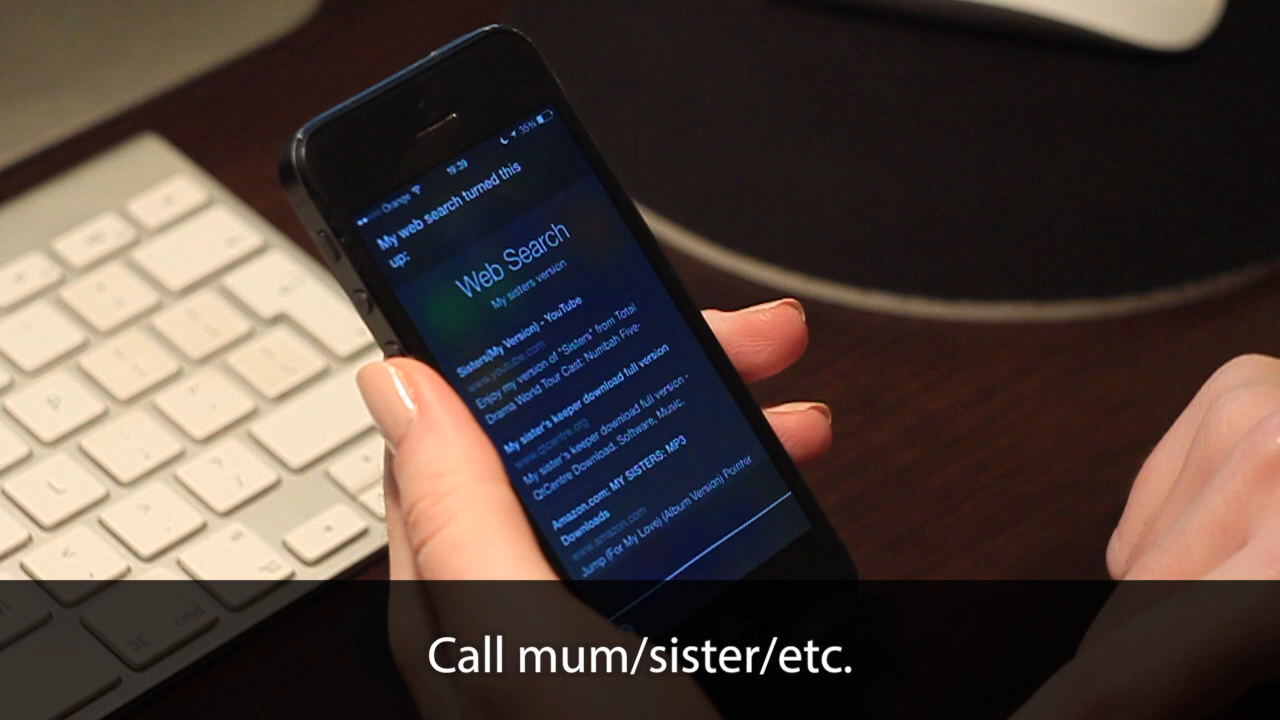 Orange 19:39 35%
My web search turned this
up:
Web Search
My sisters version
Sisters(My Version) - YouTube
www.youtube.com
Enjoy my version of "Sisters" from Total
Drama World Tour Cast: Numbah Five-
My sister's keeper download full version
www.qtcentre.org
My sister's keeper download full version -
QtCentre Download. Software, Music.
Amazon.com: MY SISTERS: MP3
Downloads
www.amazon.com
Jump (For My Love) (Album Version) Pointer
P
L
cmd
⌘
Call mum/sister/etc.